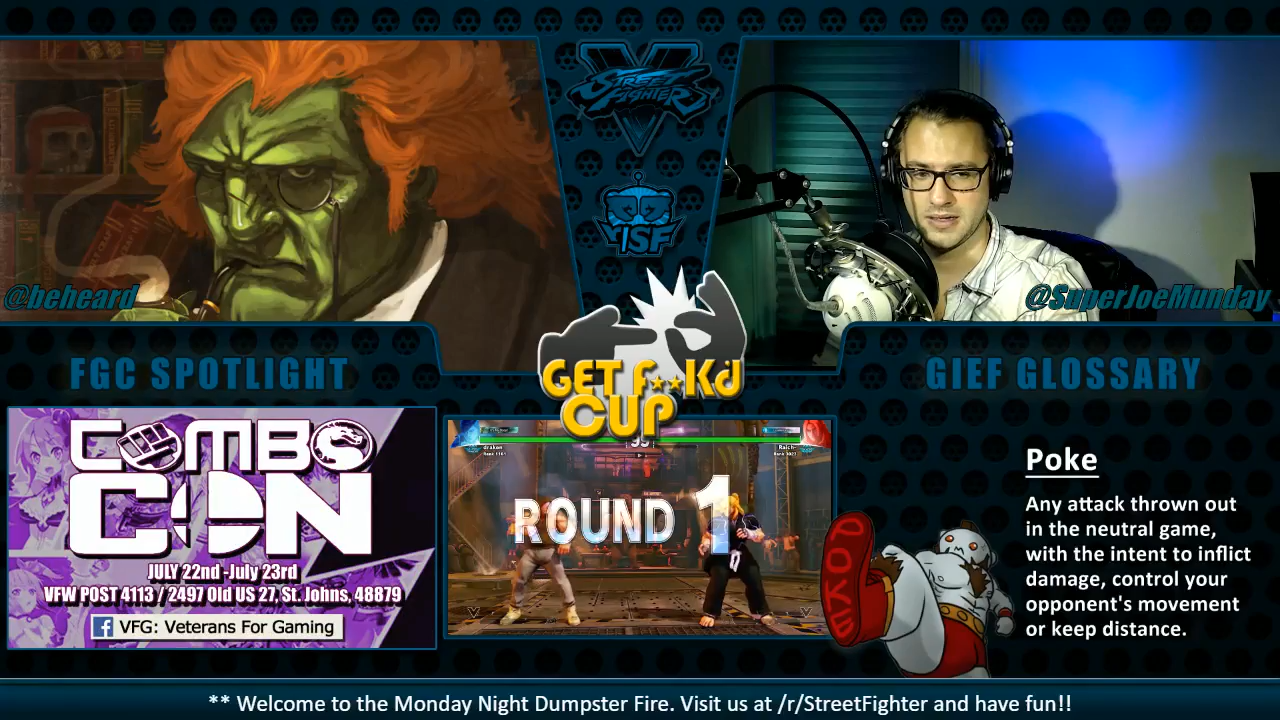 STREET
FIGHTER
V
/r/SF
@beheard
@SuperJoeMunday
GET F**K'd
CUP
FGC SPOTLIGHT
GIEF GLOSSARY
COMBO
CON
JULY 22nd -July 23rd
VFW POST 4113 / 2497 Old US 27, St. Johns, 48879
f VFG: Veterans For Gaming
ROUND 1
Poke
Any attack thrown out
in the neutral game,
with the intent to inflict
damage, control your
opponent's movement
or keep distance.
** Welcome to the Monday Night Dumpster Fire. Visit us at /r/StreetFighter and have fun!!